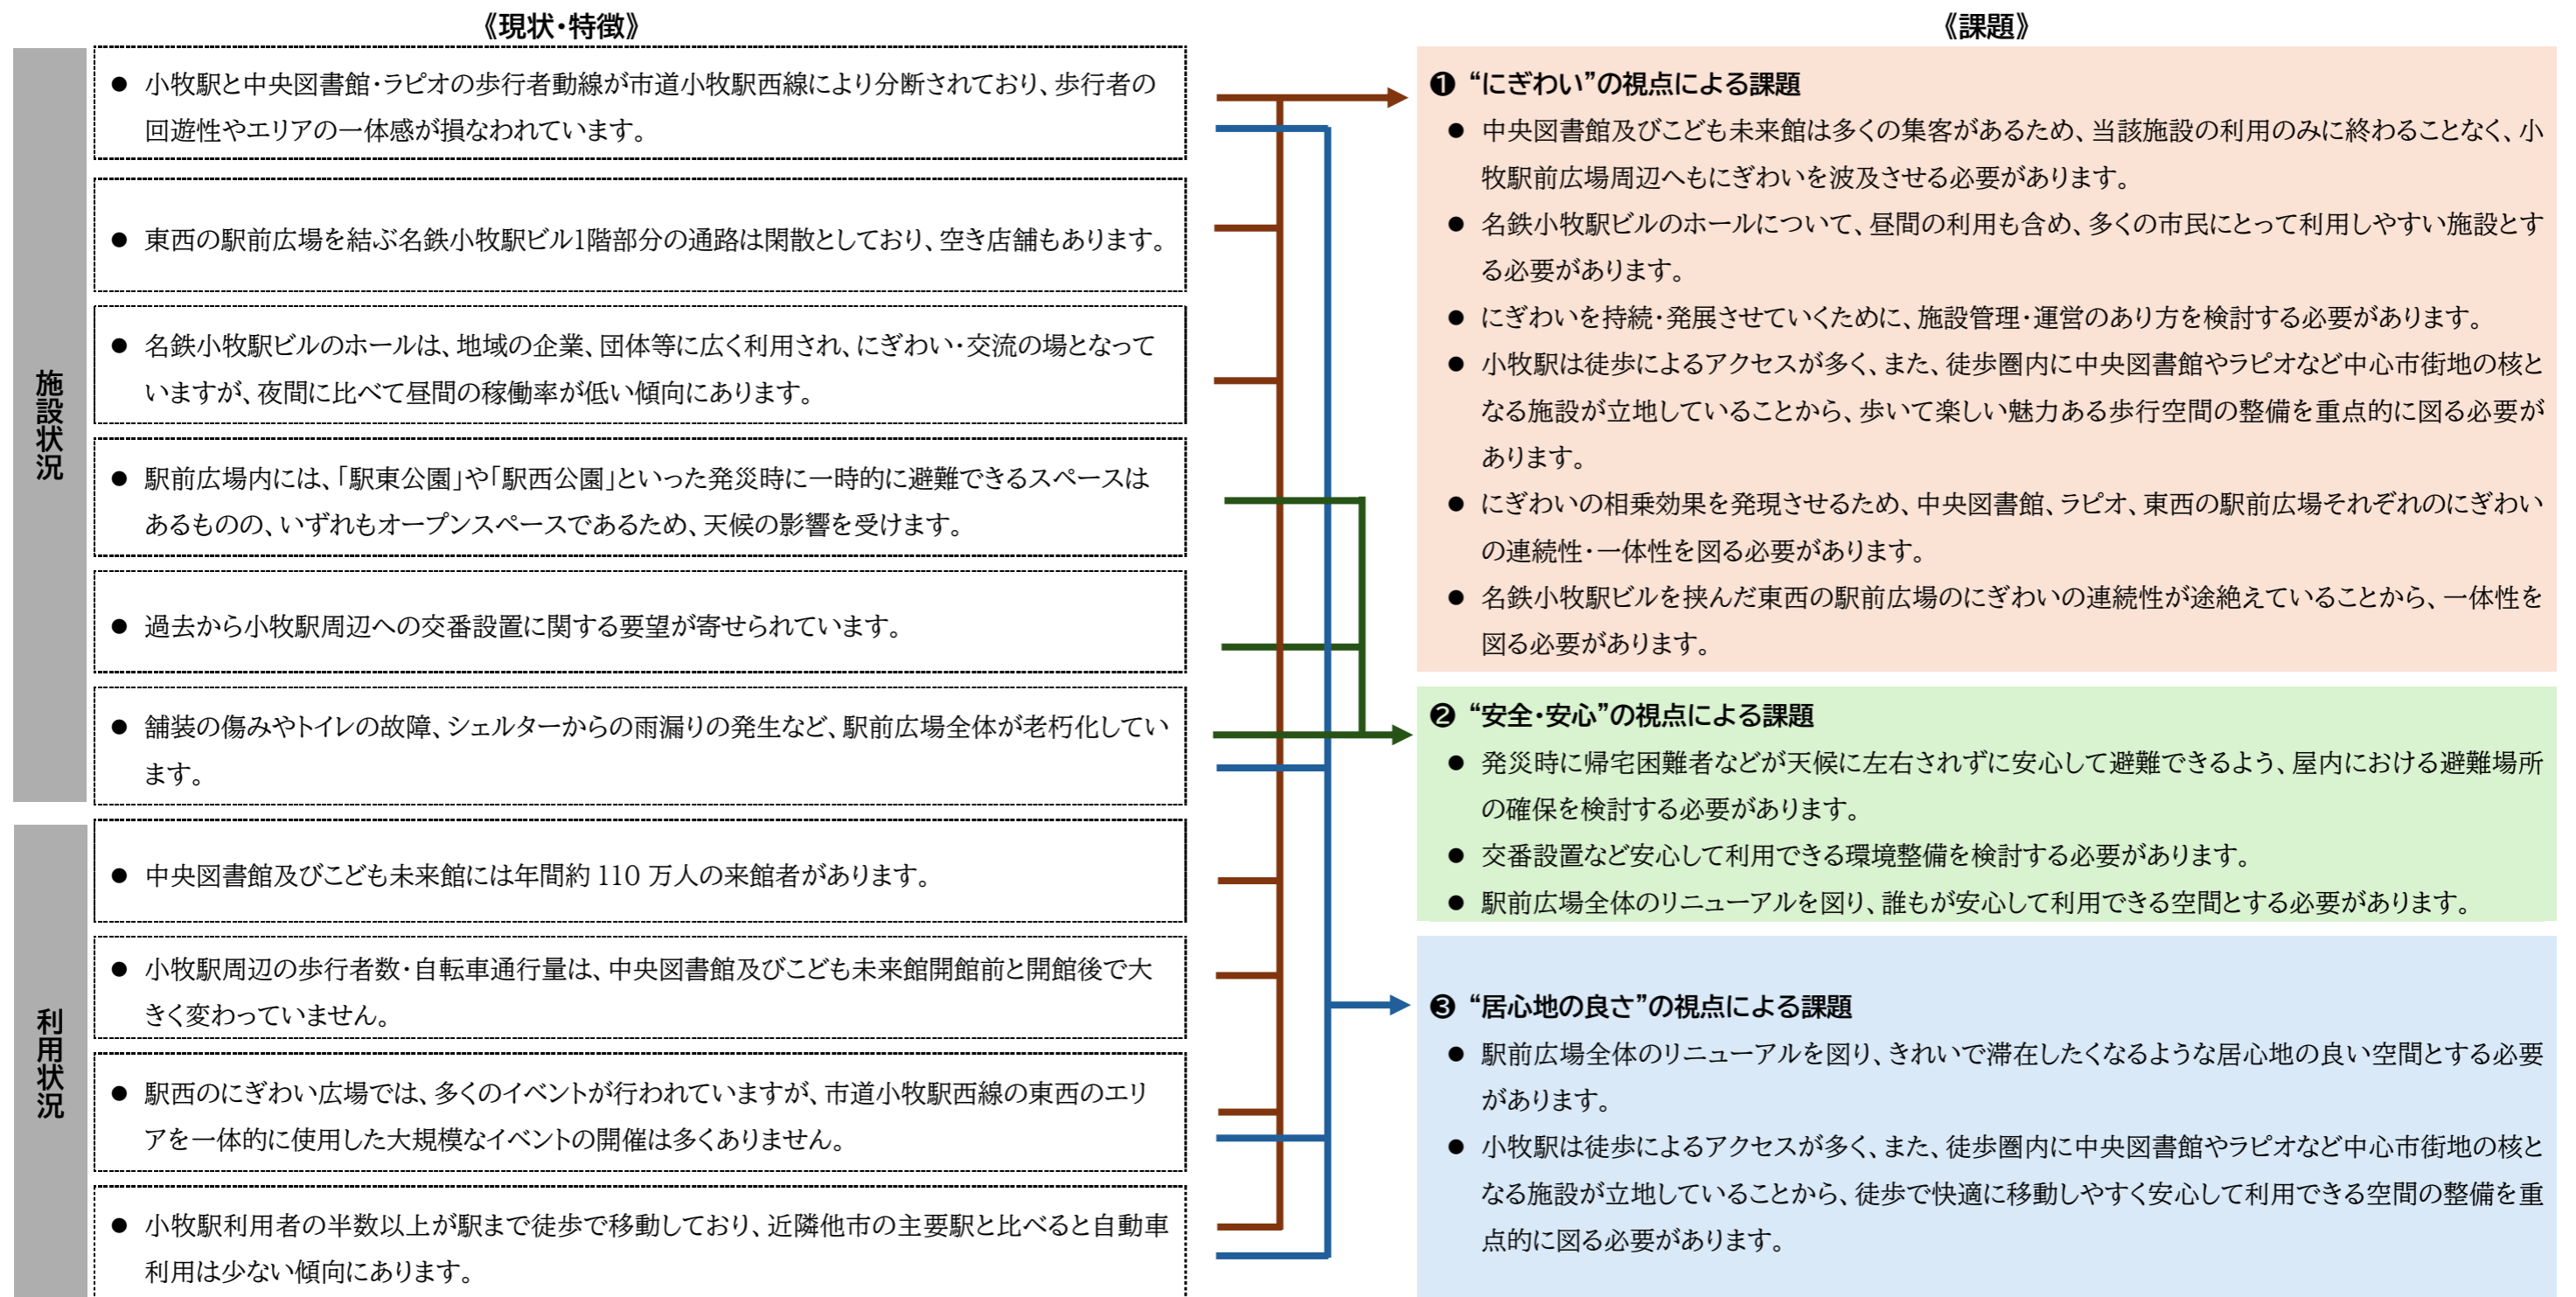 《現状・特徴》
施設状況
● 小牧駅と中央図書館・ラピオの歩行者動線が市道小牧駅西線により分断されており、歩行者の
回遊性やエリアの一体感が損なわれています。
● 東西の駅前広場を結ぶ名鉄小牧駅ビル1階部分の通路は閑散としており、空き店舗もあります。
● 名鉄小牧駅ビルのホールは、地域の企業、団体等に広く利用され、にぎわい・交流の場となって
いますが、夜間に比べて昼間の稼働率が低い傾向にあります。
● 駅前広場内には、「駅東公園」や「駅西公園」といった発災時に一時的に避難できるスペースは
あるものの、いずれもオープンスペースであるため、天候の影響を受けます。
● 過去から小牧駅周辺への交番設置に関する要望が寄せられています。
● 舗装の傷みやトイレの故障、シェルターからの雨漏りの発生など、駅前広場全体が老朽化してい
ます。
利用状況
● 中央図書館及びこども未来館には年間約 110 万人の来館者があります。
● 小牧駅周辺の歩行者数・自転車通行量は、中央図書館及びこども未来館開館前と開館後で大
きく変わっていません。
● 駅西のにぎわい広場では、多くのイベントが行われていますが、市道小牧駅西線の東西のエリ
アを一体的に使用した大規模なイベントの開催は多くありません。
● 小牧駅利用者の半数以上が駅まで徒歩で移動しており、近隣他市の主要駅と比べると自動車
利用は少ない傾向にあります。
《課題》
❶ “にぎわい”の視点による課題
● 中央図書館及びこども未来館は多くの集客があるため、当該施設の利用のみに終わることなく、小
牧駅前広場周辺へもにぎわいを波及させる必要があります。
● 名鉄小牧駅ビルのホールについて、昼間の利用も含め、多くの市民にとって利用しやすい施設とす
る必要があります。
● にぎわいを持続・発展させていくために、施設管理・運営のあり方を検討する必要があります。
● 小牧駅は徒歩によるアクセスが多く、また、徒歩圏内に中央図書館やラピオなど中心市街地の核と
なる施設が立地していることから、歩いて楽しい魅力ある歩行空間の整備を重点的に図る必要が
あります。
● にぎわいの相乗効果を発現させるため、中央図書館、ラピオ、東西の駅前広場それぞれのにぎわい
の連続性・一体性を図る必要があります。
● 名鉄小牧駅ビルを挟んだ東西の駅前広場のにぎわいの連続性が途絶えていることから、一体性を
図る必要があります。
❷ “安全・安心”の視点による課題
● 発災時に帰宅困難者などが天候に左右されずに安心して避難できるよう、屋内における避難場所
の確保を検討する必要があります。
● 交番設置など安心して利用できる環境整備を検討する必要があります。
● 駅前広場全体のリニューアルを図り、誰もが安心して利用できる空間とする必要があります。
❸ “居心地の良さ”の視点による課題
● 駅前広場全体のリニューアルを図り、きれいで滞在したくなるような居心地の良い空間とする必要
があります。
● 小牧駅は徒歩によるアクセスが多く、また、徒歩圏内に中央図書館やラピオなど中心市街地の核と
なる施設が立地していることから、徒歩で快適に移動しやすく安心して利用できる空間の整備を重
点的に図る必要があります。